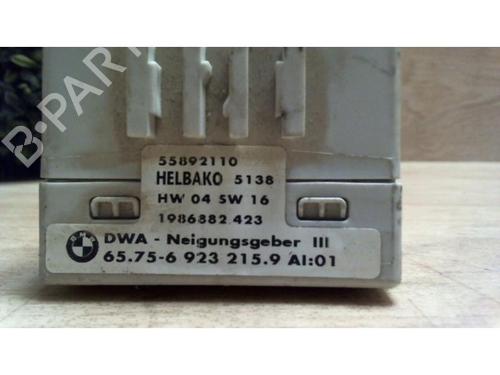 B-PARTS
55892110
HELBAKO 5138
HW 04 SW 16
1986882.423
BMW
DWA - Neigungsgeber III
65.75-6 923 215.9 AI:01